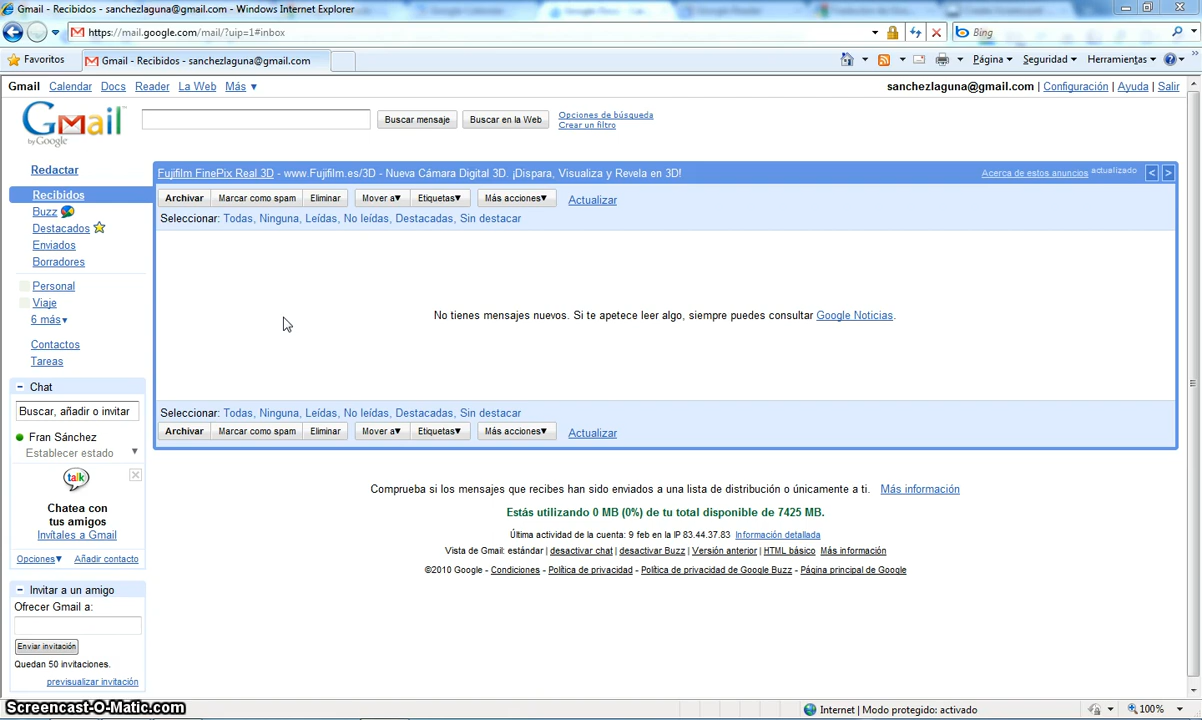 Gmail - Recibidos - sanchezlaguna@gmail.com - Windows Internet Explorer
https://mail.google.com/mail/?uip=1#inbox
Bing
Favorites
Gmail - Recibidos - sanchezlaguna@gmail.com
Página Seguridad Herramientas
Gmail Calendar Docs Reader La Web Más ▼
sanchezlaguna@gmail.com | Configuración | Ayuda | Salir
Gmail
by Google
Buscar mensaje Buscar en la Web
Opciones de búsqueda
Crear un filtro
Redactar
Recibidos
Buzz
Destacados
Enviados
Borradores
Personal
Viaje
6 más▼
Contactos
Tareas
− Chat
Buscar, añadir o invitar
Fran Sánchez
Establecer estado ▼
talk
Chatea con
tus amigos
Invítales a Gmail
Opciones▼ Añadir contacto
− Invitar a un amigo
Ofrecer Gmail a:
Enviar invitación
Quedan 50 invitaciones.
previsualizar invitación
Fujifilm FinePix Real 3D - www.Fujifilm.es/3D - Nueva Cámara Digital 3D. ¡Dispara, Visualiza y Revela en 3D!
Acerca de estos anuncios actualizado < >
Archivar Marcar como spam Eliminar Mover a▼ Etiquetas▼ Más acciones▼ Actualizar
Seleccionar: Todas, Ninguna, Leídas, No leídas, Destacadas, Sin destacar
No tienes mensajes nuevos. Si te apetece leer algo, siempre puedes consultar Google Noticias.
Seleccionar: Todas, Ninguna, Leídas, No leídas, Destacadas, Sin destacar
Archivar Marcar como spam Eliminar Mover a▼ Etiquetas▼ Más acciones▼ Actualizar
Comprueba si los mensajes que recibes han sido enviados a una lista de distribución o únicamente a ti. Más información
Estás utilizando 0 MB (0%) de tu total disponible de 7425 MB.
Última actividad de la cuenta: 9 feb en la IP 83.44.37.83 Información detallada
Vista de Gmail: estándar | desactivar chat | desactivar Buzz | Versión anterior | HTML básico Más información
©2010 Google - Condiciones - Política de privacidad - Política de privacidad de Google Buzz - Página principal de Google
Screencast-O-Matic.com
Internet | Modo protegido: activado
100%